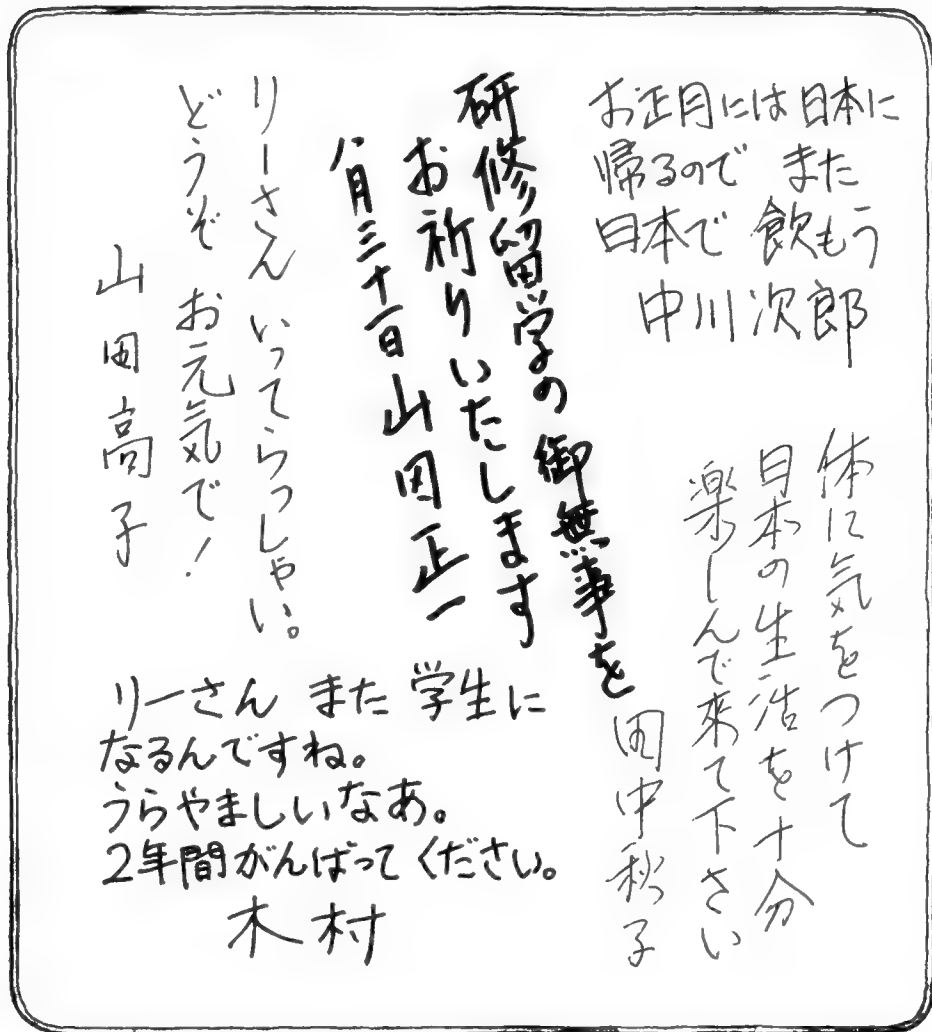 お正月には日本に
帰るので また
日本で 飲もう
中川次郎
体に気をつけて
日本の生活を十分
楽しんで来て下さい
田中秋子
研修留学の御無事を
お祈りいたします
八月三十一日 山田正一
リーさん いってらっしゃい。
どうぞ お元気で!
山田高子
リーさん また 学生に
なるんですね。
うらやましいなあ。
2年間がんばってください。
木村